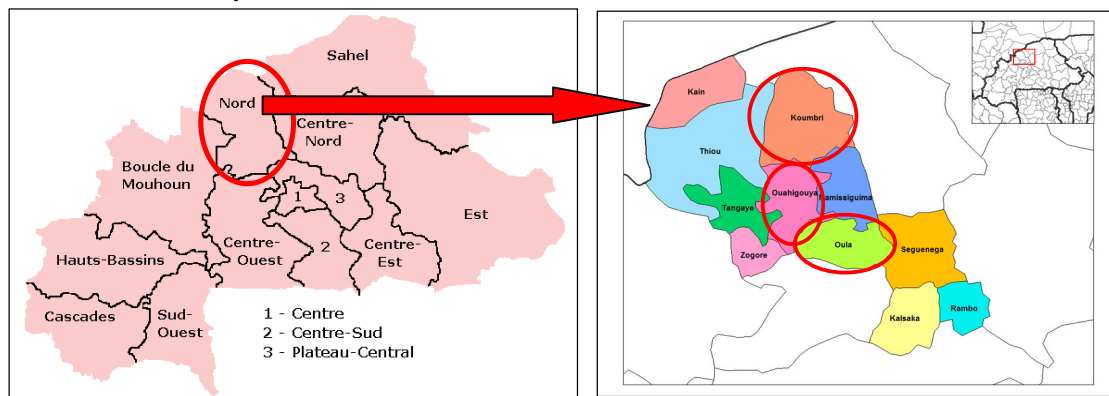 Sahel
Nord
Centre-
Nord
Boucle du
Mouhoun
1
3
Est
2
Centre-
Ouest
Centre-
Est
Hauts-Bassins
Cascades
Sud-
Ouest
1 - Centre
2 - Centre-Sud
3 - Plateau-Central
Kain
Koumbri
Thiou
Ouahigouya
Namissiguima
Tangaye
Oula
Seguenega
Zogore
Kalsaka
Rambo